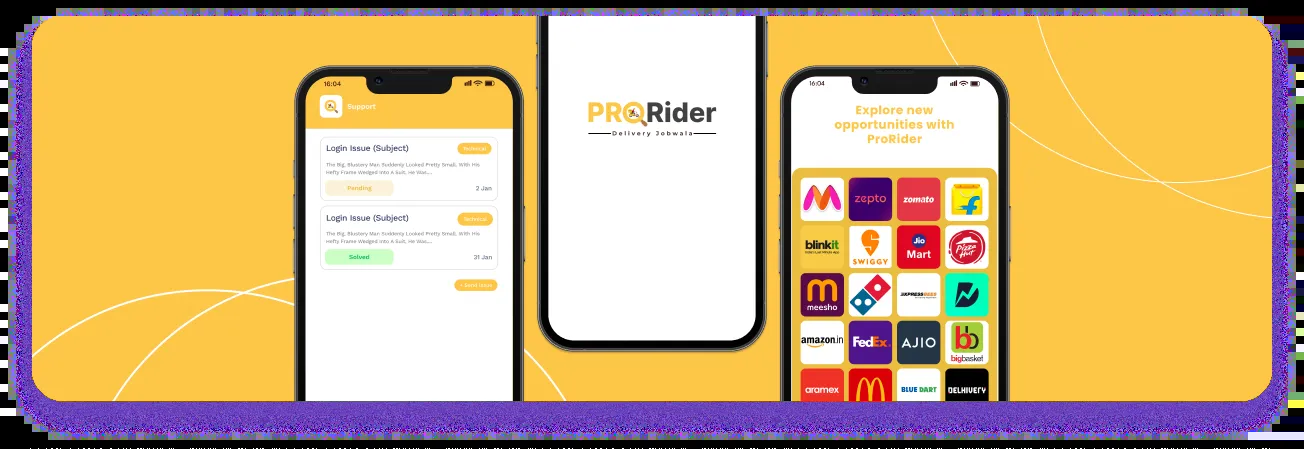 16:04
Support
Login Issue (Subject)
Technical
The Big, Blustery Man Suddenly Looked Pretty Small. With His
Hefty Frame Wedged Into A Suit, He Was....
Pending
2 Jan
Login Issue (Subject)
Technical
The Big, Blustery Man Suddenly Looked Pretty Small. With His
Hefty Frame Wedged Into A Suit, He Was....
Solved
31 Jan
PRORider
Delivery Jobwala
16:04
Explore new
opportunities with
ProRider
zepto
zomato
blinkit
SWIGGY
Jio
Mart
Pizza
Hut
meesho
XPRESSBEES
amazon.in
FedEx
AJIO
bb
bigbasket
aramex
BLUE DART
DELHIVERY